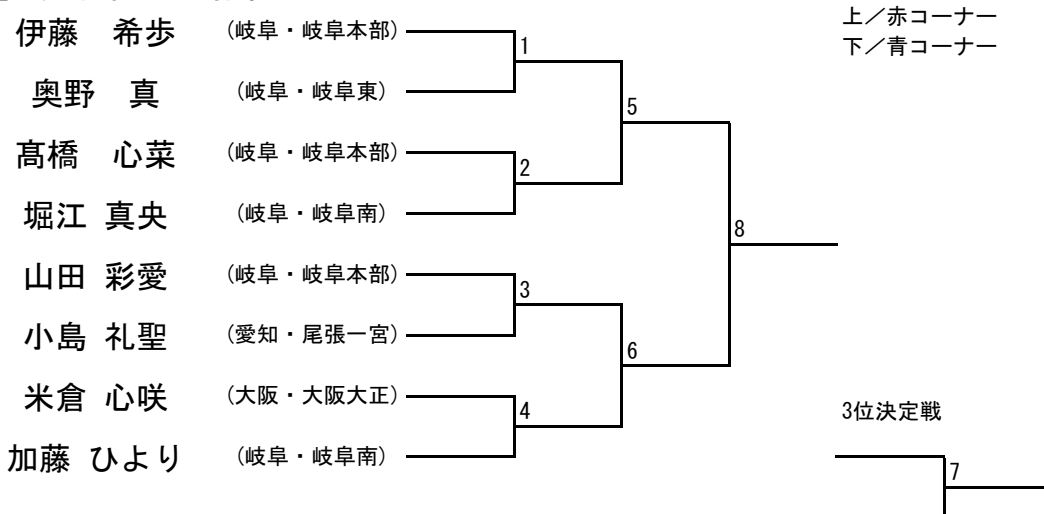 上／赤コーナー
下／青コーナー
伊藤　希歩 (岐阜・岐阜本部)
1
奥野　真 (岐阜・岐阜東)
5
髙橋　心菜 (岐阜・岐阜本部)
2
堀江 真央 (岐阜・岐阜南)
8
山田 彩愛 (岐阜・岐阜本部)
3
小島 礼聖 (愛知・尾張一宮)
6
米倉 心咲 (大阪・大阪大正)
4
3位決定戦
加藤 ひより (岐阜・岐阜南)
7